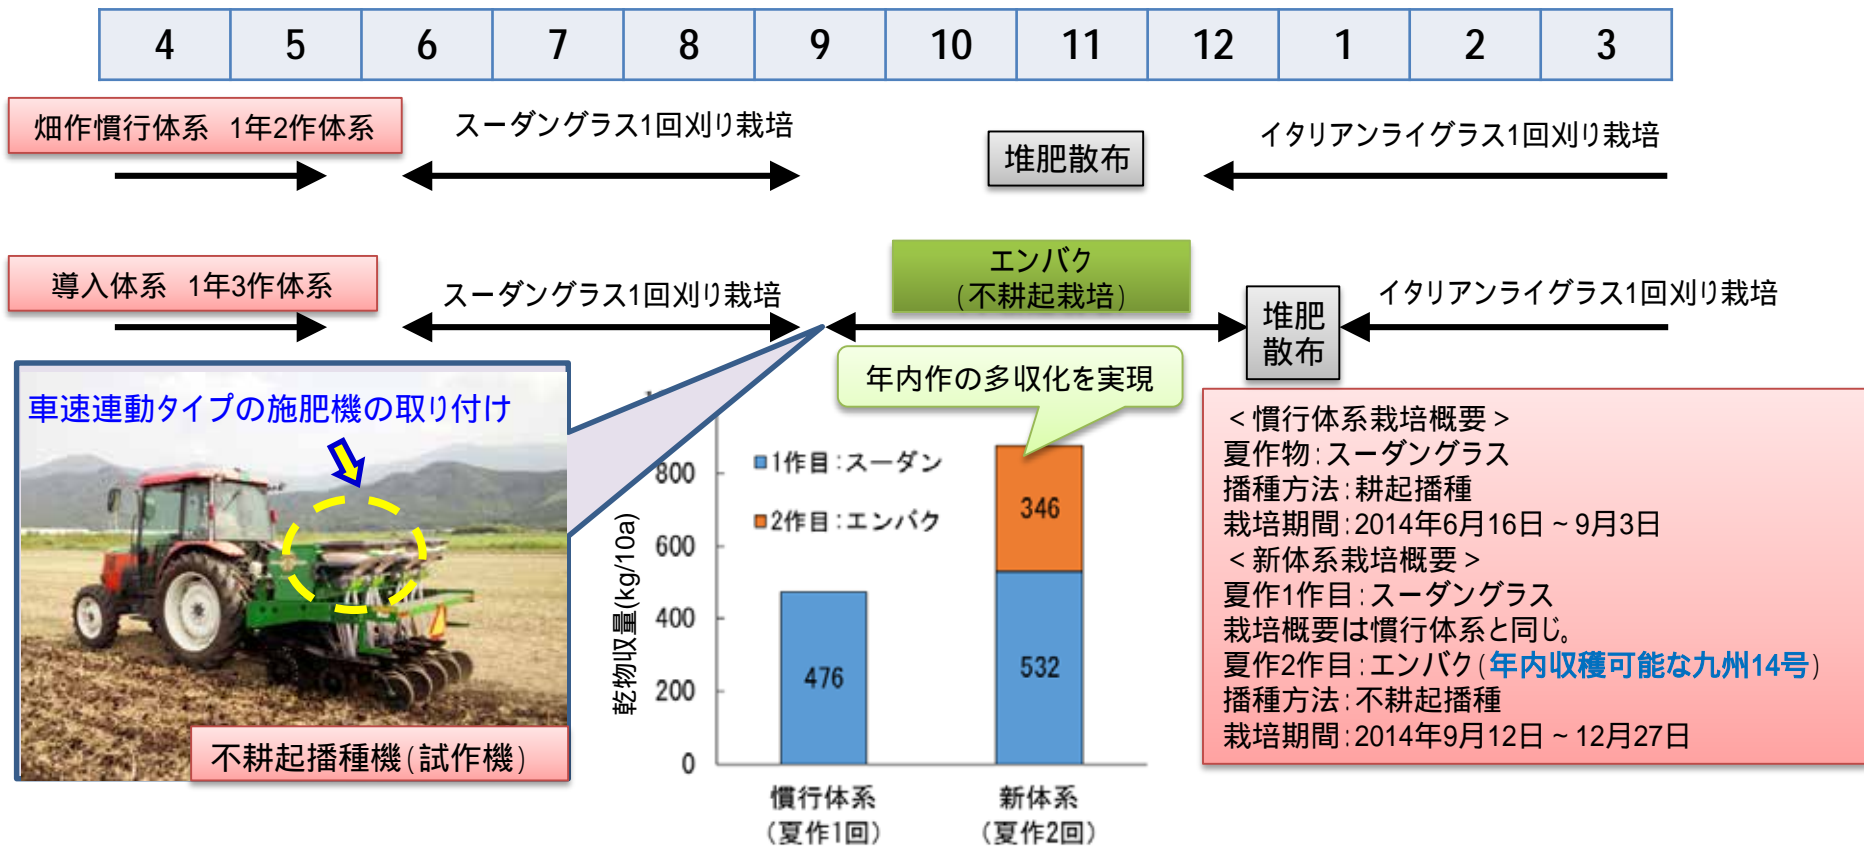 4 5 6 7 8 9 10 11 12 1 2 3
畑作慣行体系 1年2作体系
スーダングラス1回刈り栽培
堆肥散布
イタリアンライグラス1回刈り栽培
導入体系 1年3作体系
スーダングラス1回刈り栽培
エンバク
(不耕起栽培)
堆肥
散布
イタリアンライグラス1回刈り栽培
車速連動タイプの施肥機の取り付け
不耕起播種機(試作機)
年内作の多収化を実現
乾物収量(kg/10a)
800
600
400
200
0
1作目:スーダン
2作目:エンバク
476
346
532
慣行体系
(夏作1回)
新体系
(夏作2回)
<慣行体系栽培概要>
夏作物:スーダングラス
播種方法:耕起播種
栽培期間:2014年6月16日~9月3日
<新体系栽培概要>
夏作1作目:スーダングラス
栽培概要は慣行体系と同じ。
夏作2作目:エンバク(年内収穫可能な九州14号)
播種方法:不耕起播種
栽培期間:2014年9月12日~12月27日